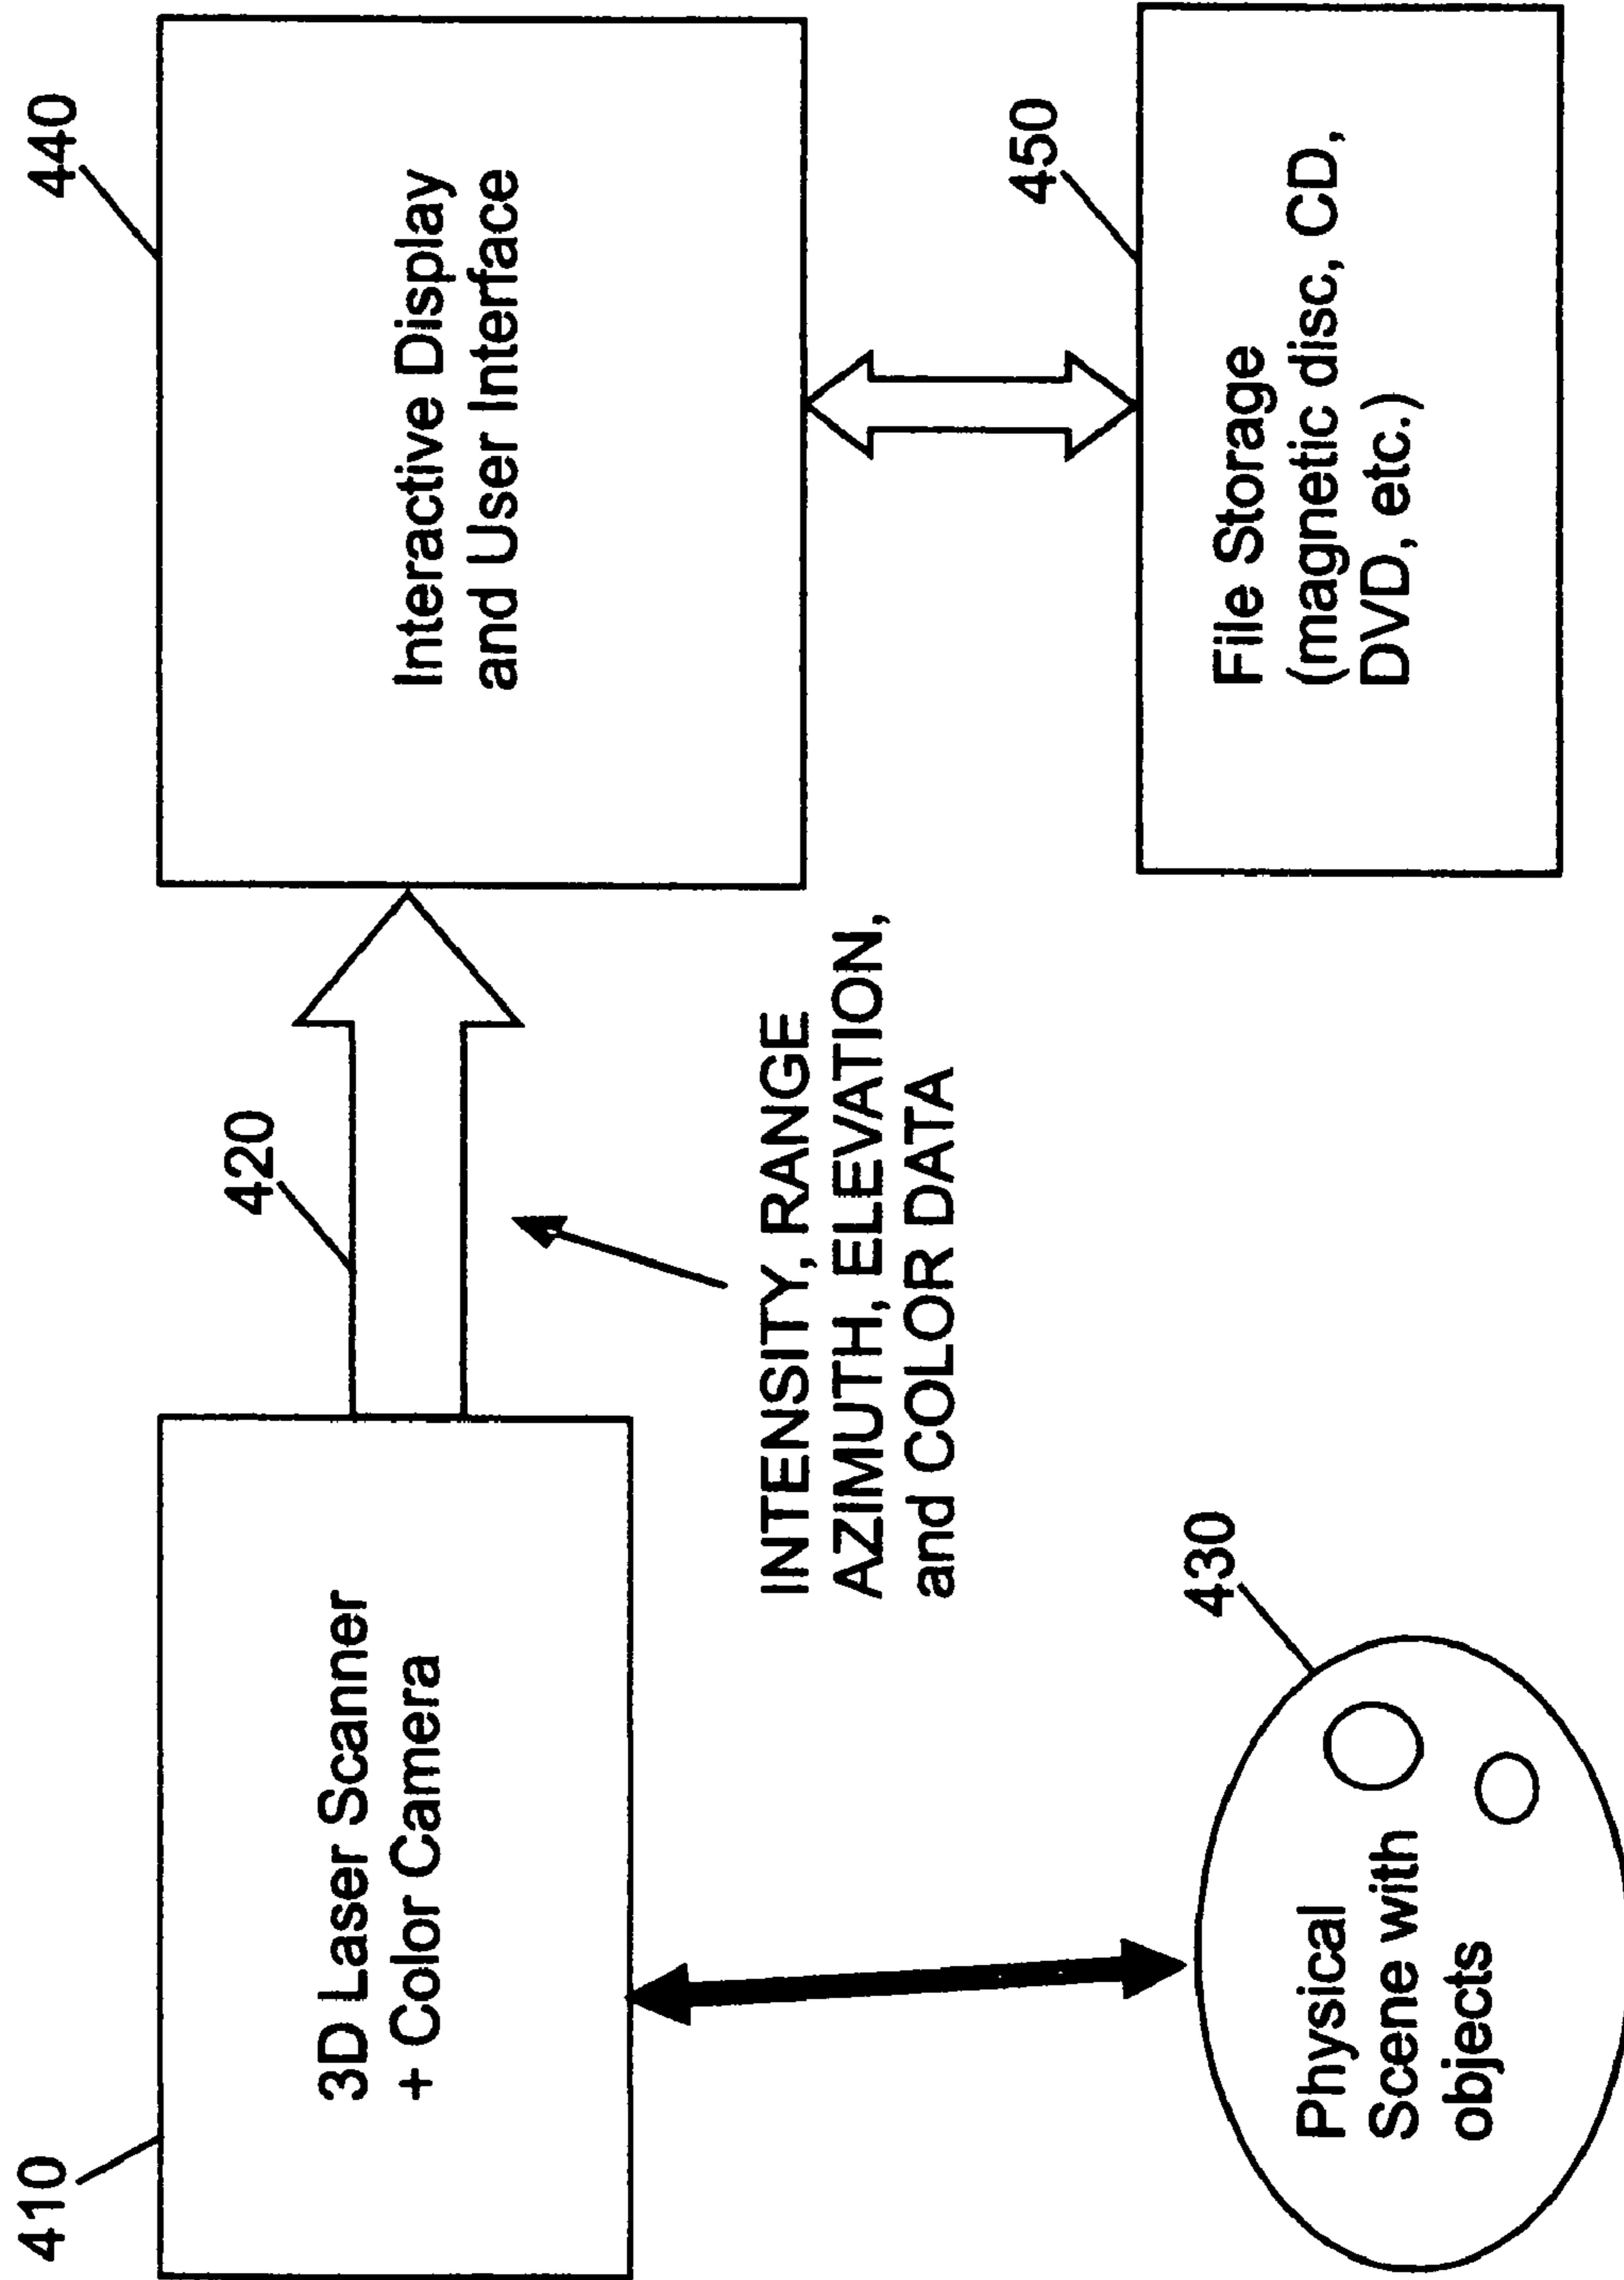 410
3D Laser Scanner
+ Color Camera
420
INTENSITY, RANGE
AZIMUTH, ELEVATION,
and COLOR DATA
440
Interactive Display
and User Interface
430
Physical
Scene with
objects
450
File Storage
(magnetic disc, CD,
DVD, etc.)